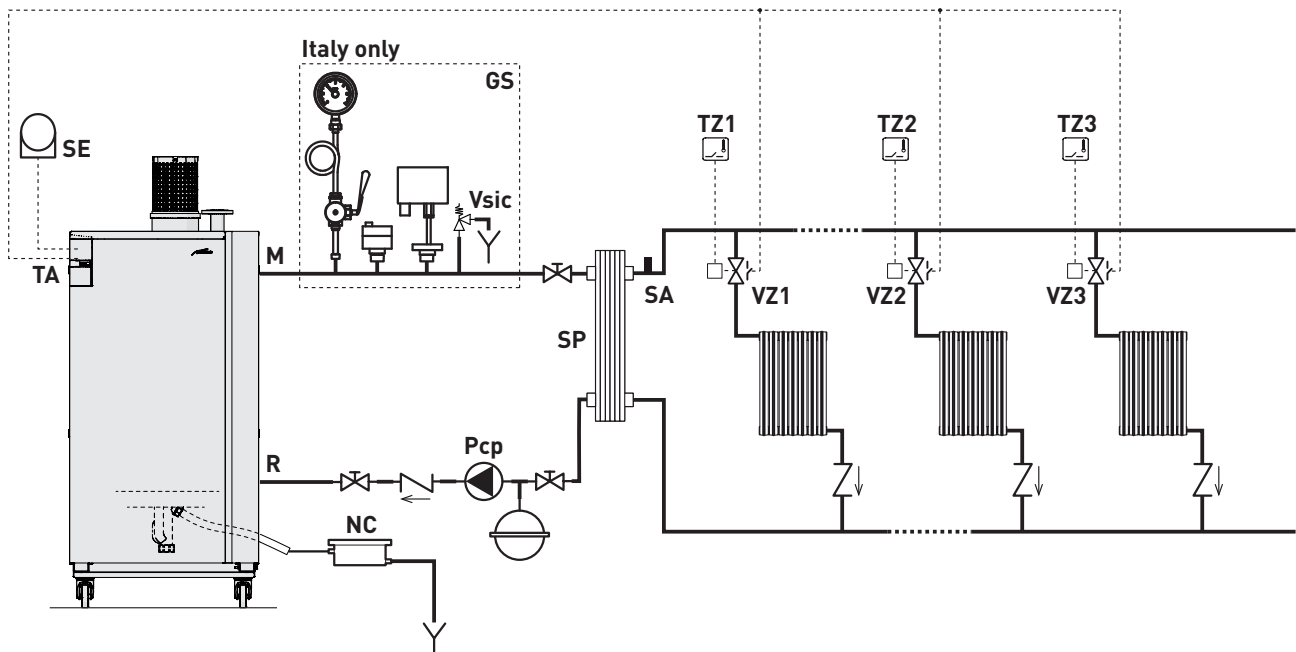 Italy only
GS
TZ1
TZ2
TZ3
SE
Vsic
M
TA
SA
VZ1
VZ2
VZ3
SP
Pcp
R
NC